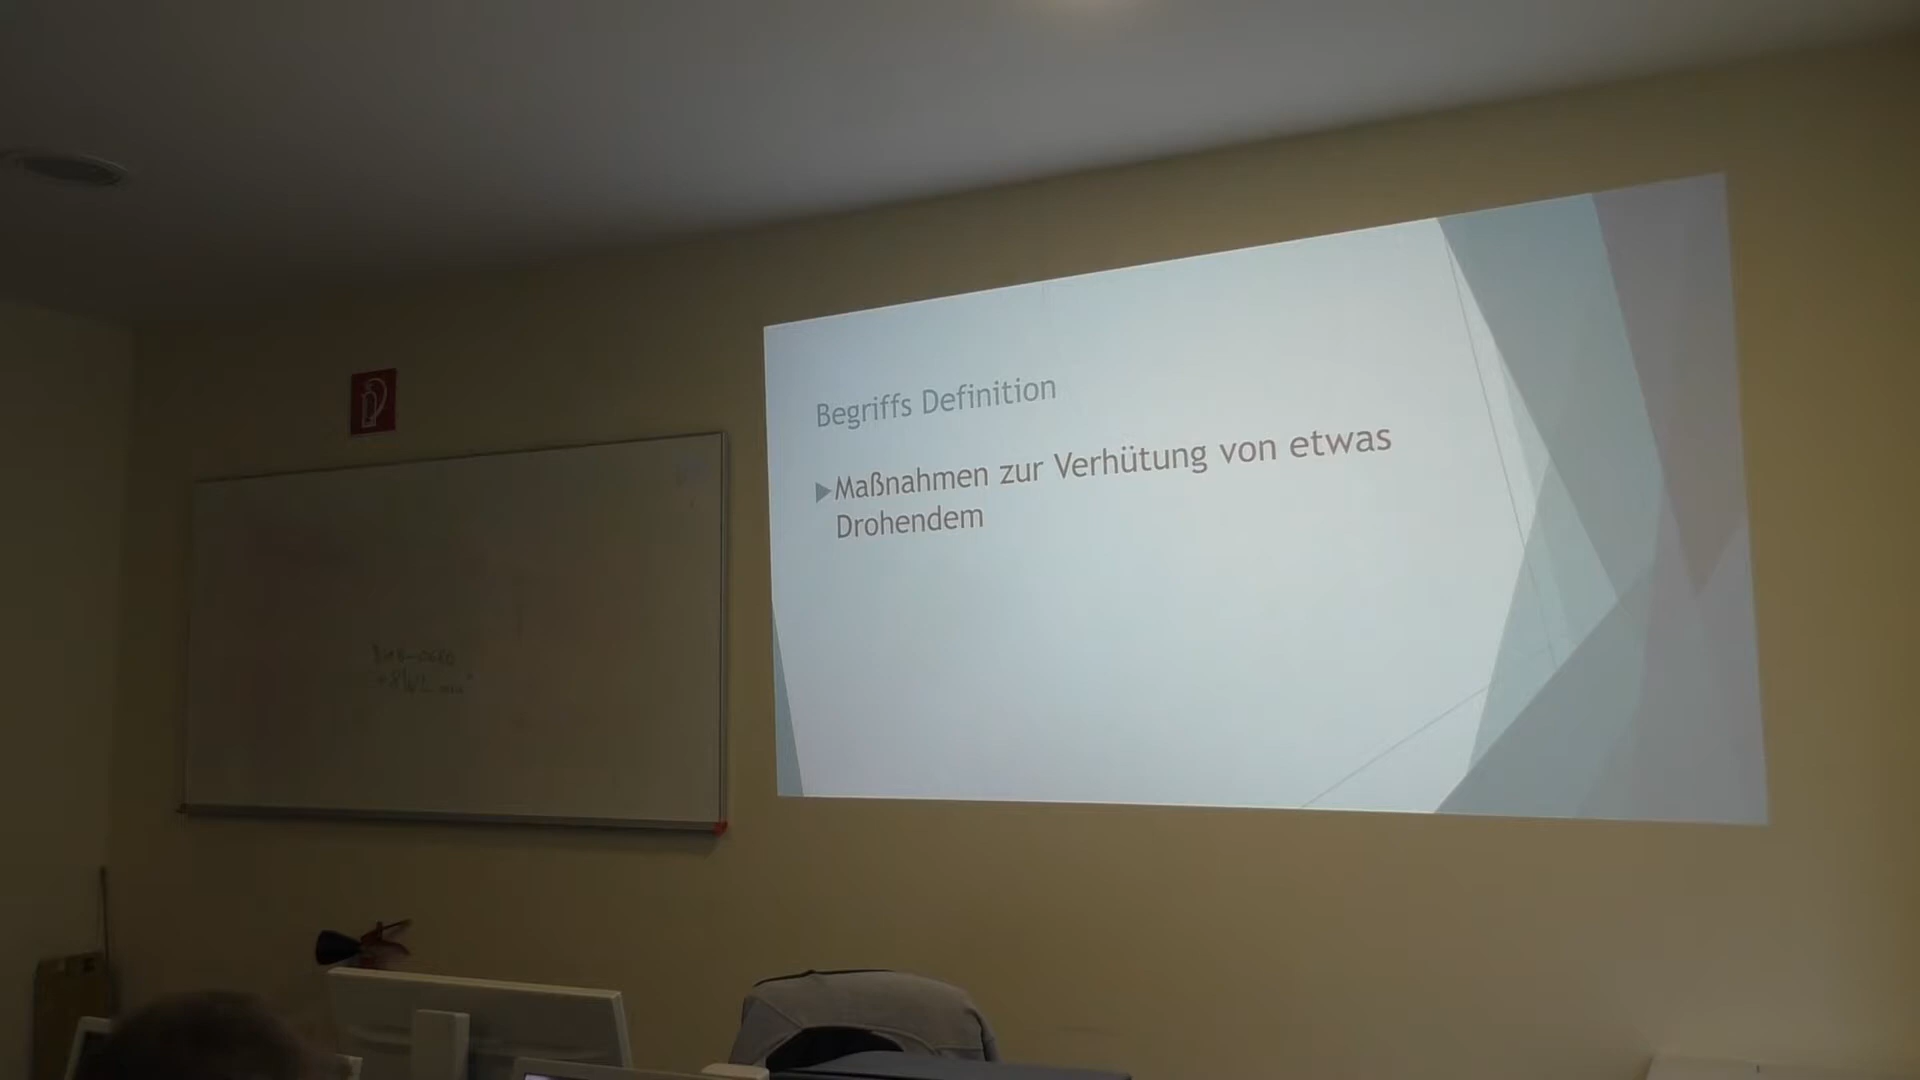 Begriffs Definition
Maßnahmen zur Verhütung von etwas
Drohendem